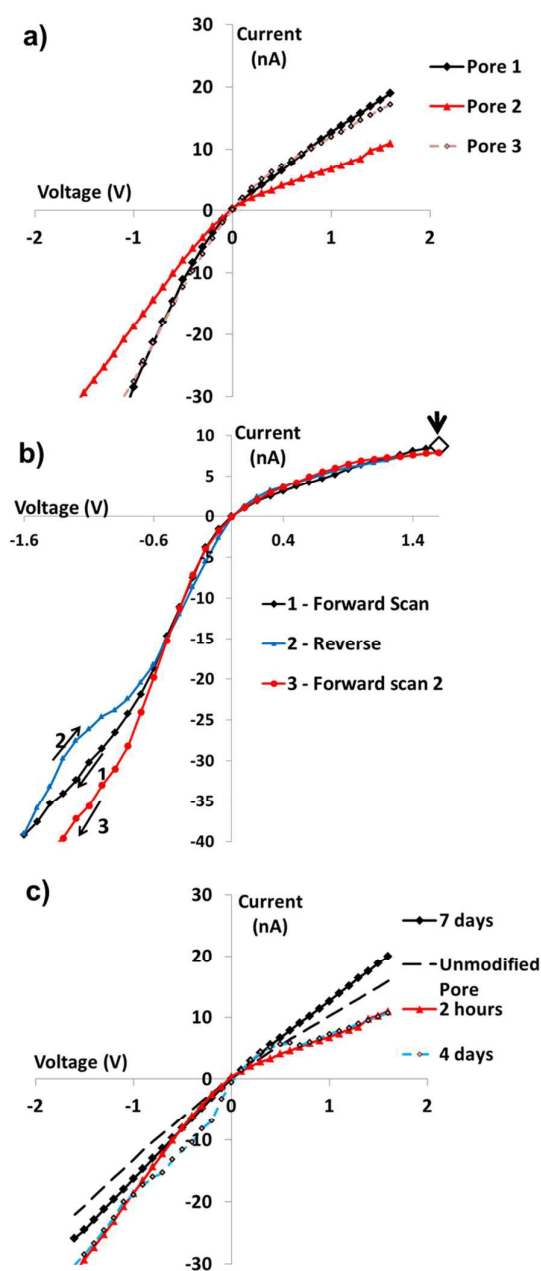 a)
Current
(nA)
Voltage (V)
30
20
10
0
-10
-20
-30
-2
-1
0
1
2
Pore 1
Pore 2
Pore 3
b)
Current
(nA)
Voltage (V)
10
5
0
-5
-10
-15
-20
-25
-30
-35
-40
-1.6
-0.6
0.4
1.4
1 - Forward Scan
2 - Reverse
3 - Forward scan 2
2
1
3
c)
Current
(nA)
Voltage (V)
30
20
10
0
-10
-20
-30
-2
-1
0
1
2
7 days
Unmodified
Pore
2 hours
4 days